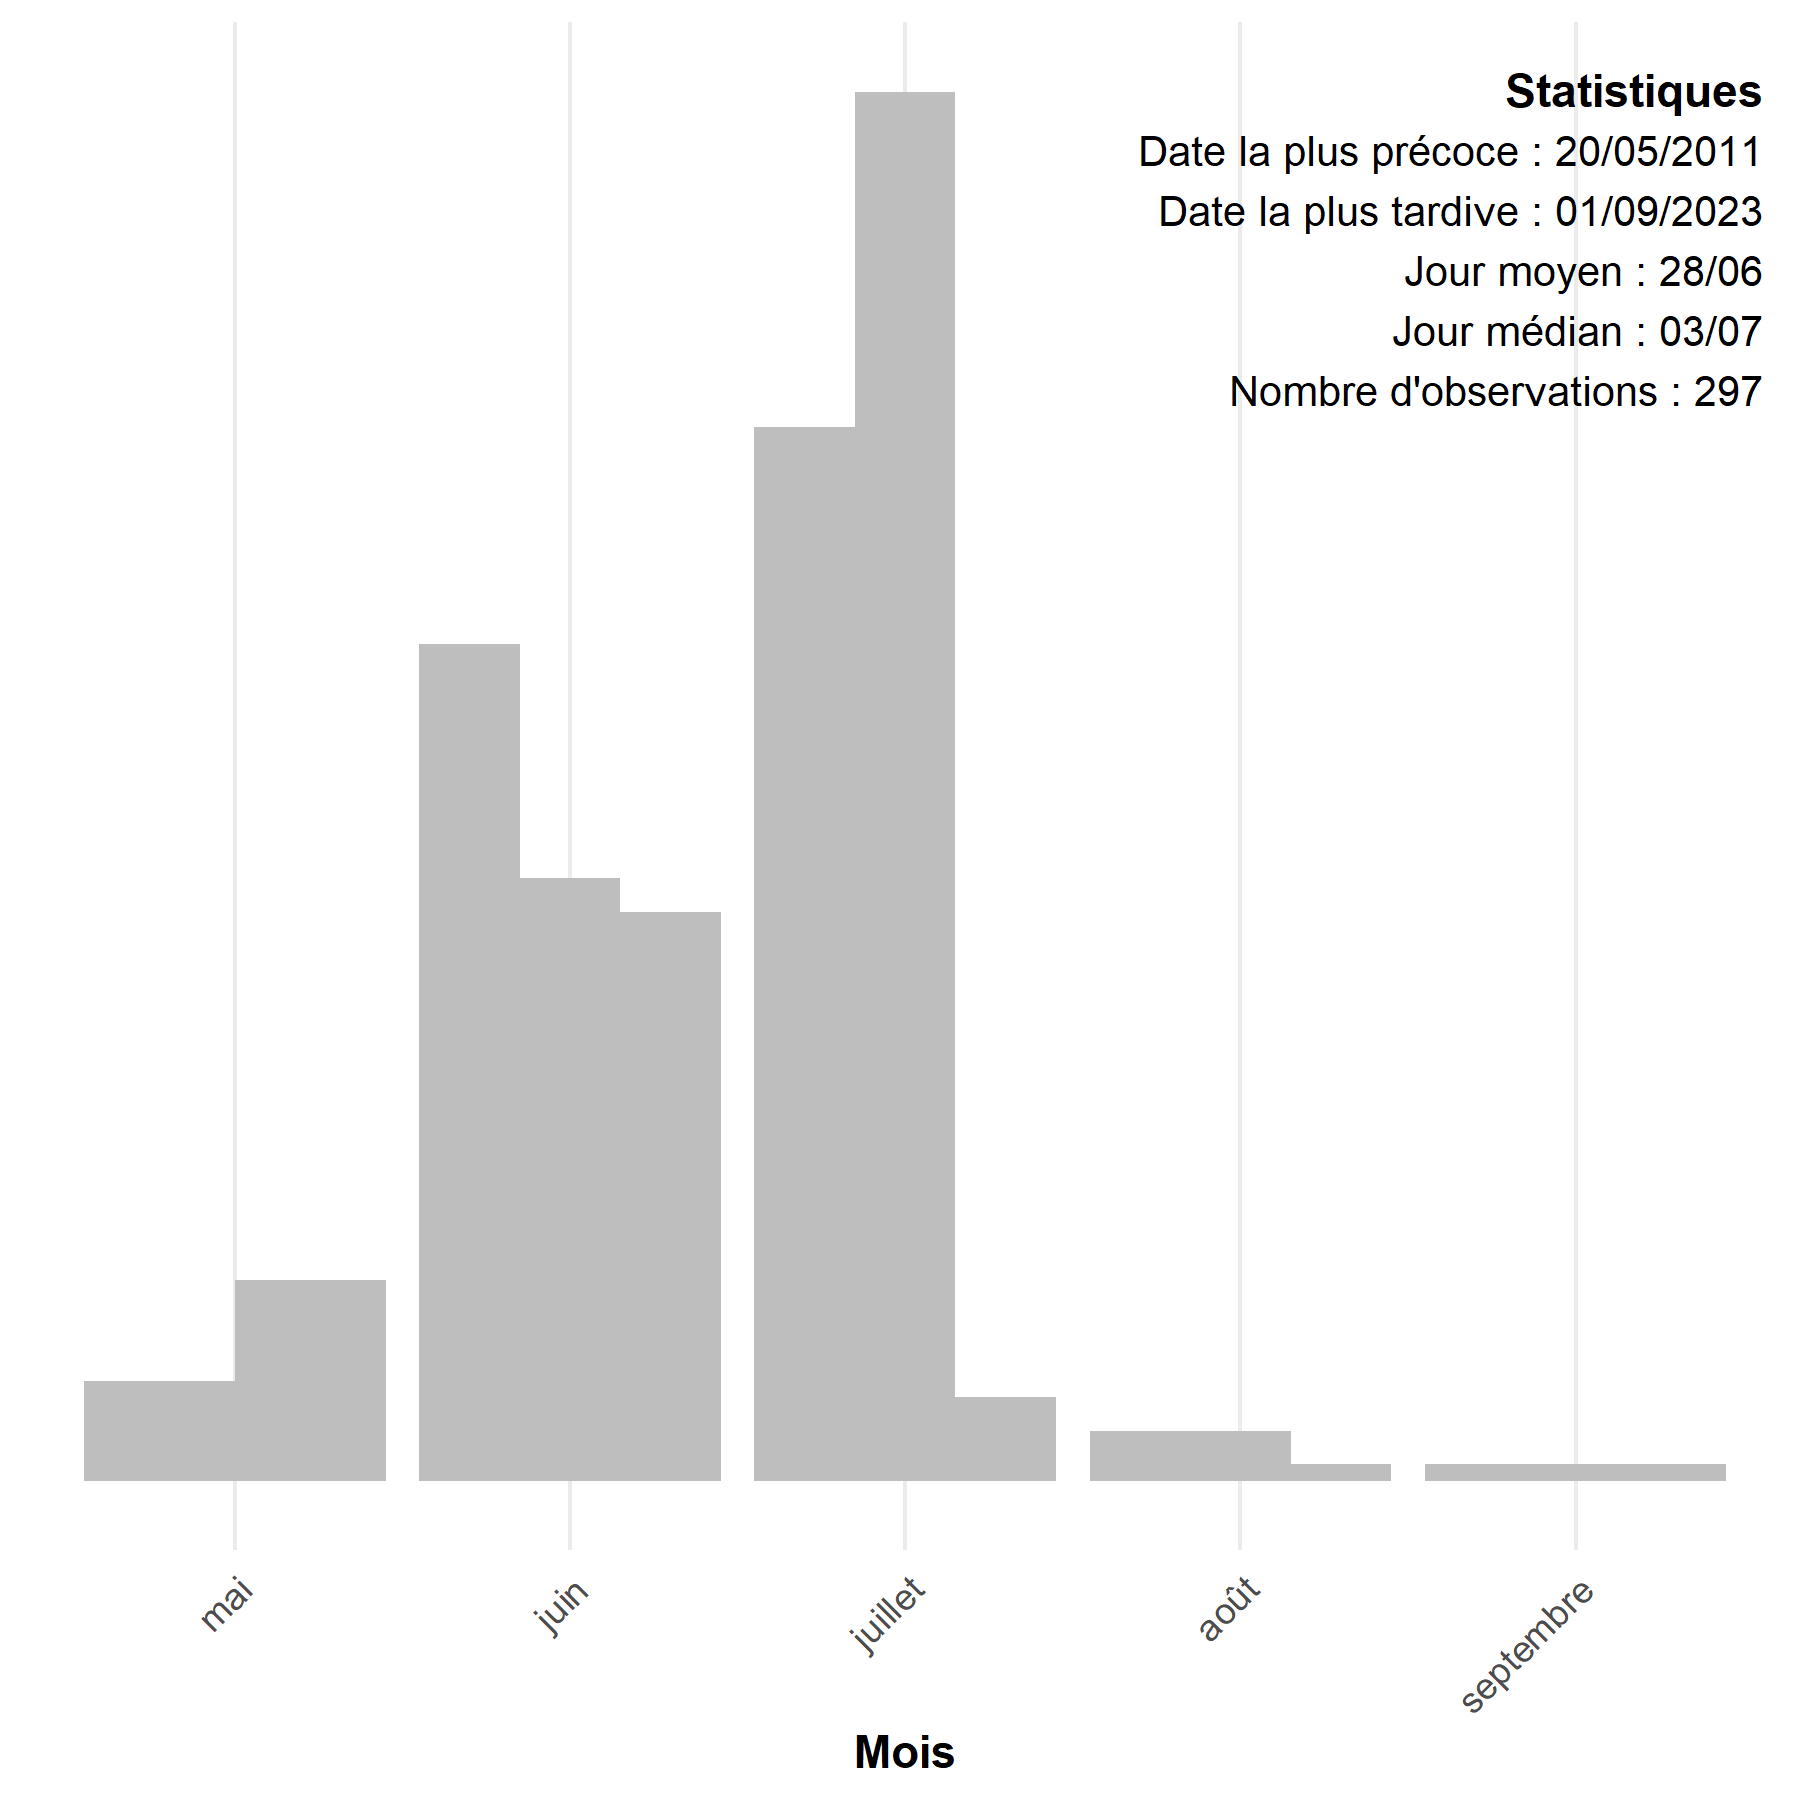 Statistiques
Date la plus précoce : 20/05/2011
Date la plus tardive : 01/09/2023
Jour moyen : 28/06
Jour médian : 03/07
Nombre d'observations : 297
mai
juin
juillet
août
septembre
Mois